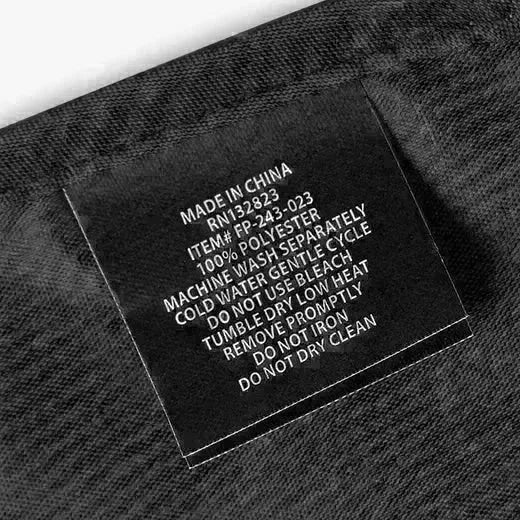 MADE IN CHINA
RN132823
ITEM# FP-243-023
100% POLYESTER
MACHINE WASH SEPARATELY
COLD WATER GENTLE CYCLE
DO NOT USE BLEACH
TUMBLE DRY LOW HEAT
REMOVE PROMPTLY
DO NOT IRON
DO NOT DRY CLEAN